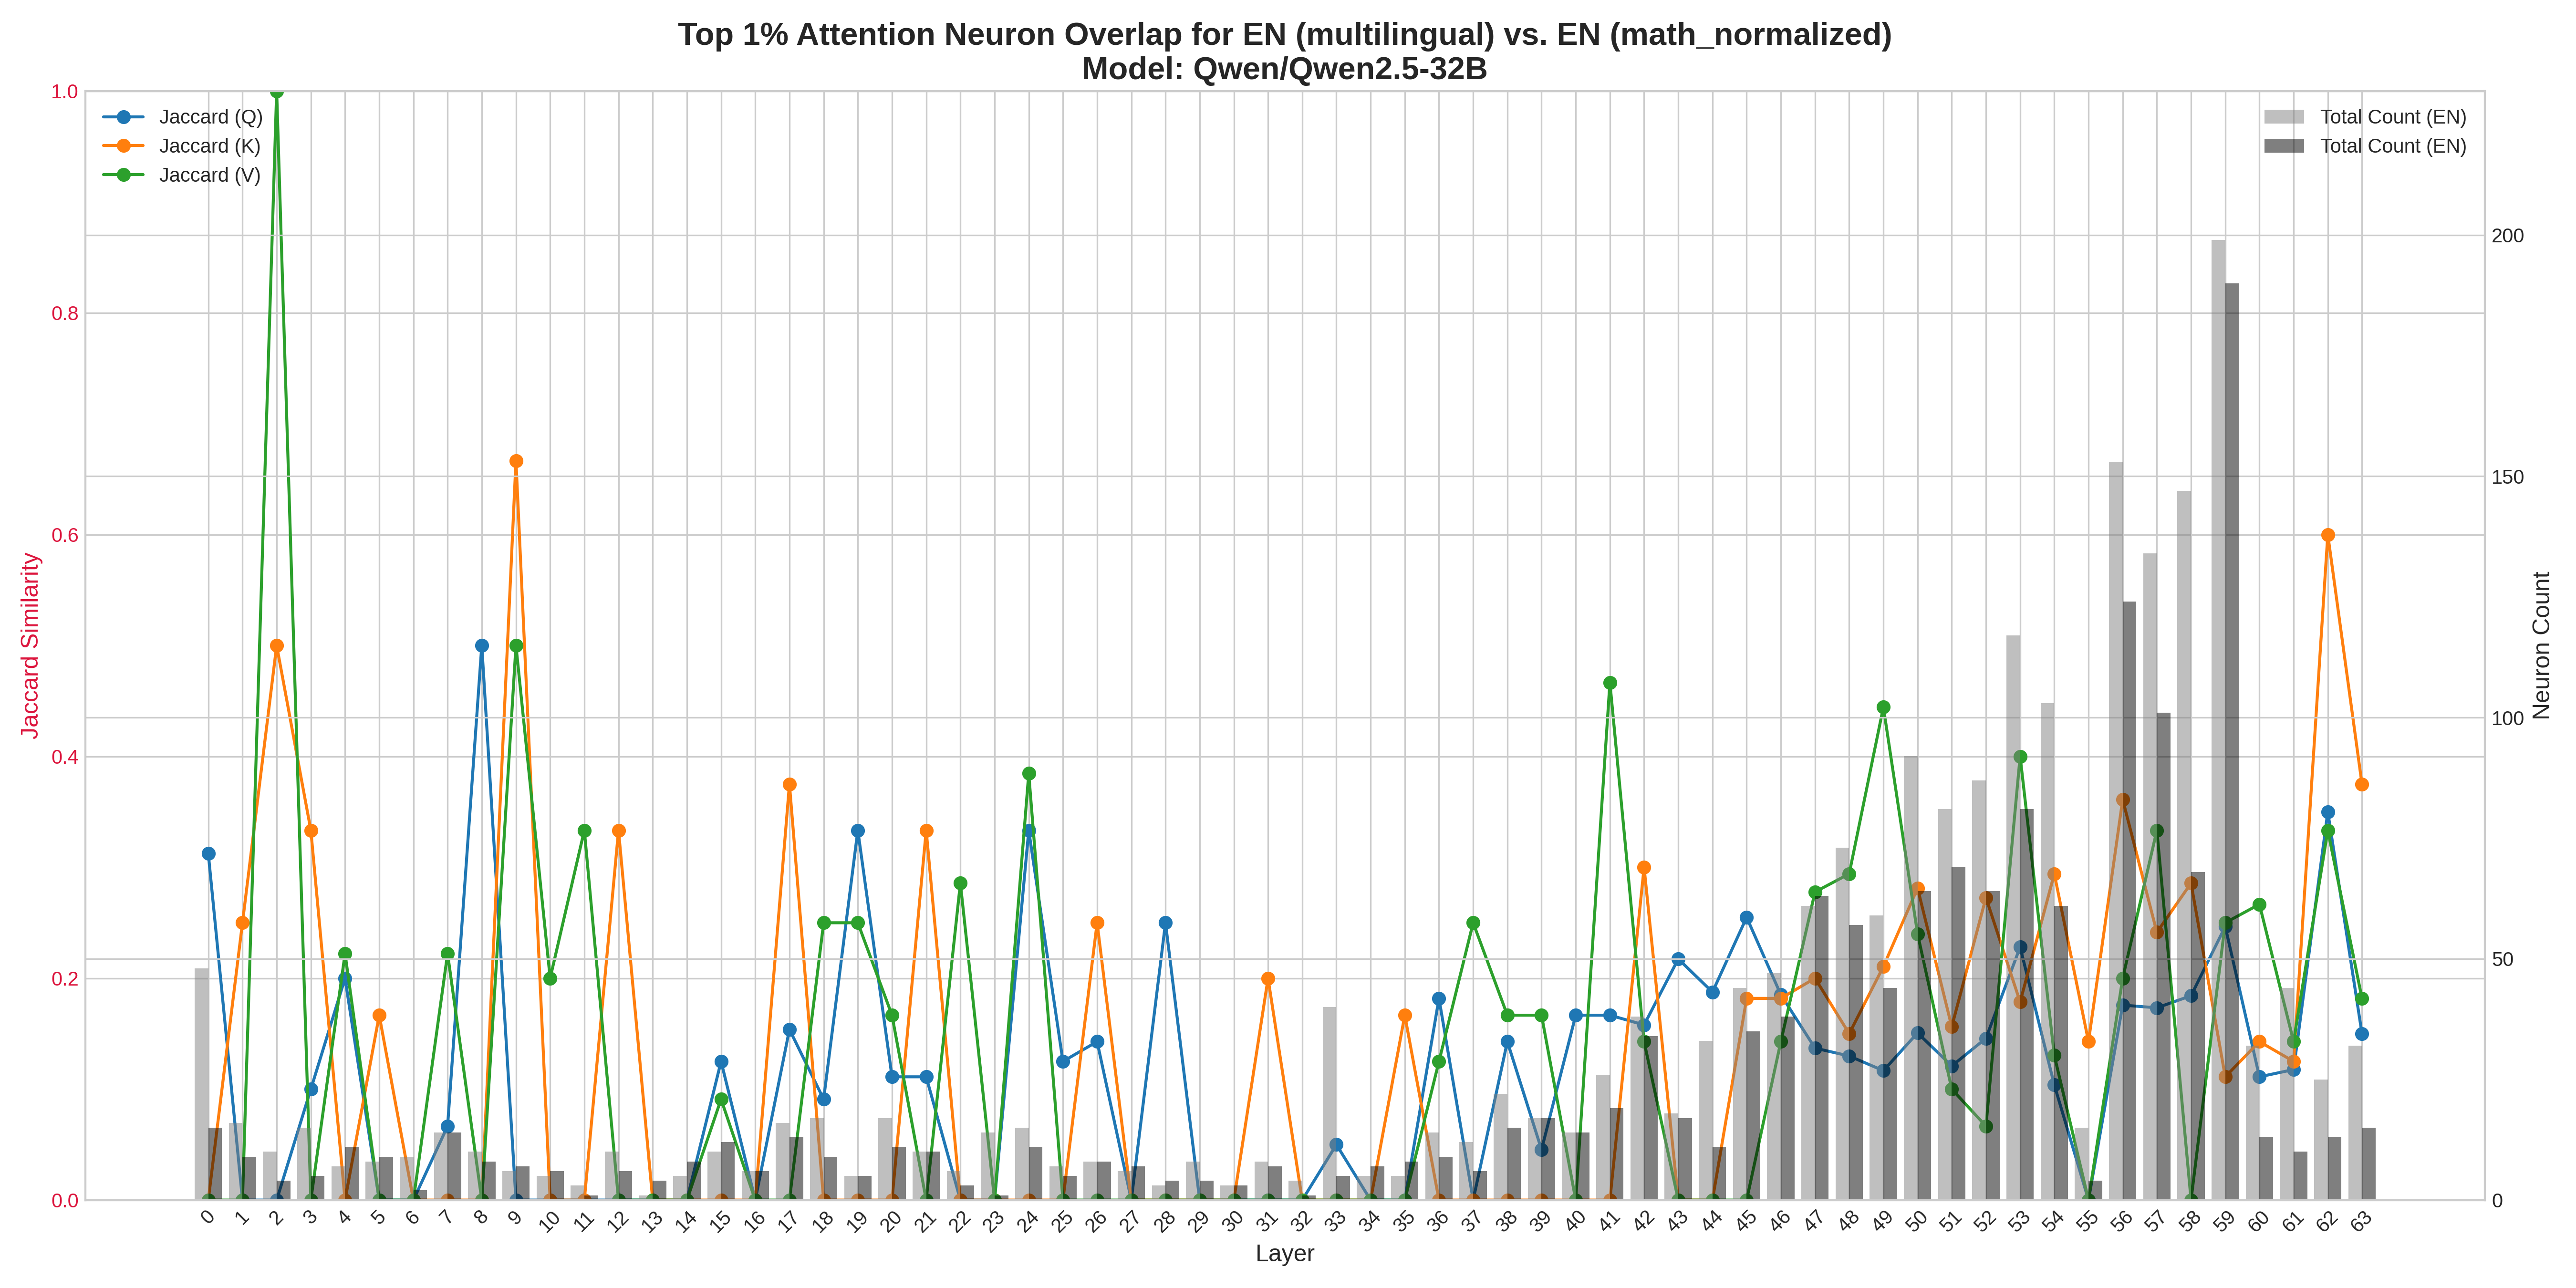 Top 1% Attention Neuron Overlap for EN (multilingual) vs. EN (math_normalized)
Model: Qwen/Qwen2.5-32B
Jaccard (Q)
Jaccard (K)
Jaccard (V)
Total Count (EN)
Total Count (EN)
Jaccard Similarity
1.0
0.8
0.6
0.4
0.2
0.0
Neuron Count
200
150
100
50
0
0 1 2 3 4 5 6 7 8 9 10 11 12 13 14 15 16 17 18 19 20 21 22 23 24 25 26 27 28 29 30 31 32 33 34 35 36 37 38 39 40 41 42 43 44 45 46 47 48 49 50 51 52 53 54 55 56 57 58 59 60 61 62 63
Layer